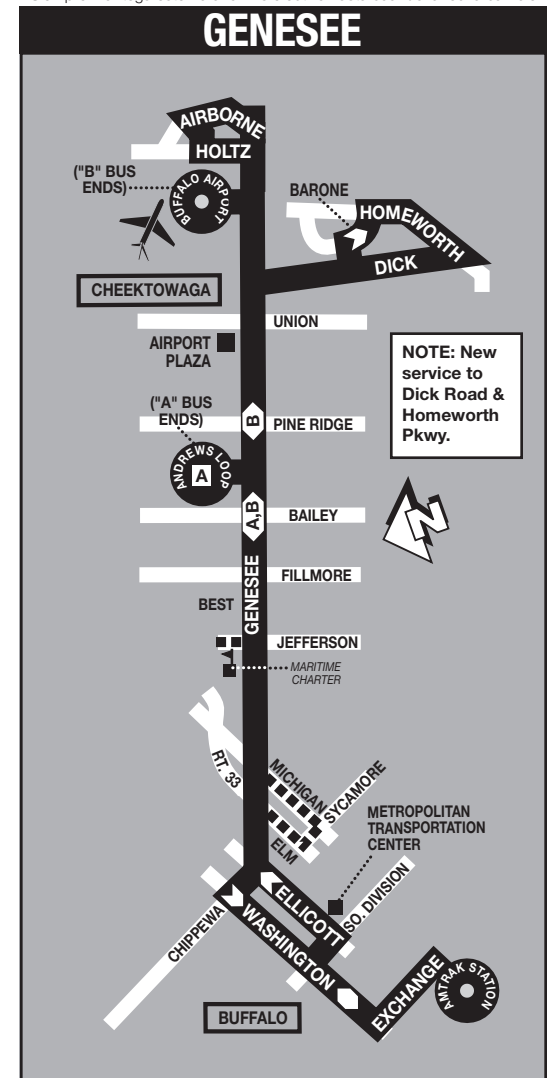 GENESEE
AIRBORNE
HOLTZ
("B" BUS
ENDS)
BUFFALO AIRPORT
BARONE
HOMEWORTH
DICK
CHEEKTOWAGA
UNION
AIRPORT
PLAZA
NOTE: New
service to
Dick Road &
Homeworth
Pkwy.
("A" BUS
ENDS)
B
PINE RIDGE
ANDREWS LOOP
A
A,B
BAILEY
N
FILLMORE
BEST
GENESEE
JEFFERSON
MARITIME
CHARTER
RT. 33
MICHIGAN
SYCAMORE
ELM
METROPOLITAN
TRANSPORTATION
CENTER
ELLICOTT
SO. DIVISION
CHIPPEWA
WASHINGTON
EXCHANGE
AMTRAK STATION
BUFFALO